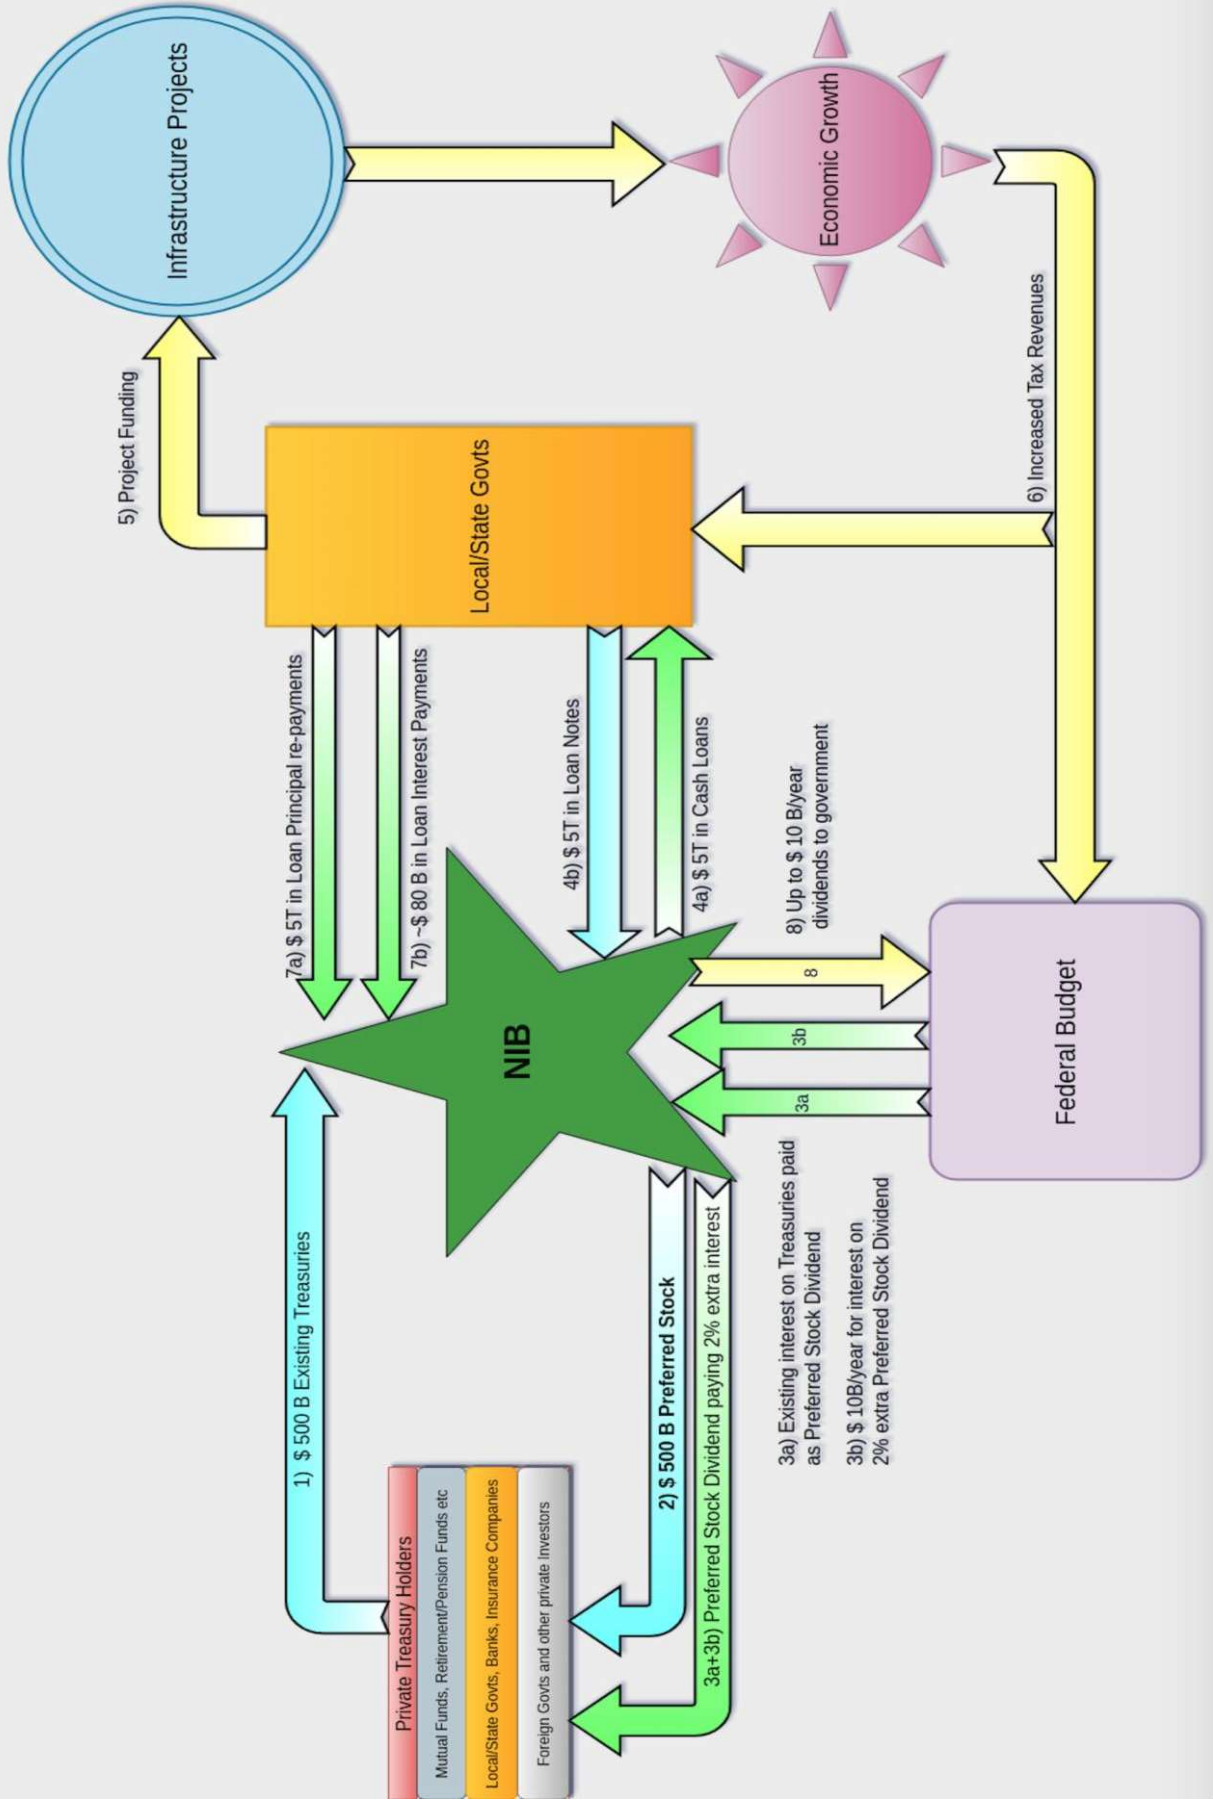 Private Treasury Holders
Mutual Funds, Retirement/Pension Funds etc
Local/State Govts, Banks, Insurance Companies
Foreign Govts and other private Investors
1)  $ 500 B Existing Treasuries
2) $ 500 B Preferred Stock
3a+3b) Preferred Stock Dividend paying 2% extra interest
3a) Existing interest on Treasuries paid
as Preferred Stock Dividend
3b) $ 10B/year for interest on
2% extra Preferred Stock Dividend
NIB
3a
3b
8
Federal Budget
7a) $ 5T in Loan Principal re-payments
7b) ~$ 80 B in Loan Interest Payments
4b) $ 5T in Loan Notes
4a) $ 5T in Cash Loans
8) Up to $ 10 B/year
dividends to government
Local/State Govts
5) Project Funding
6) Increased Tax Revenues
Infrastructure Projects
Economic Growth